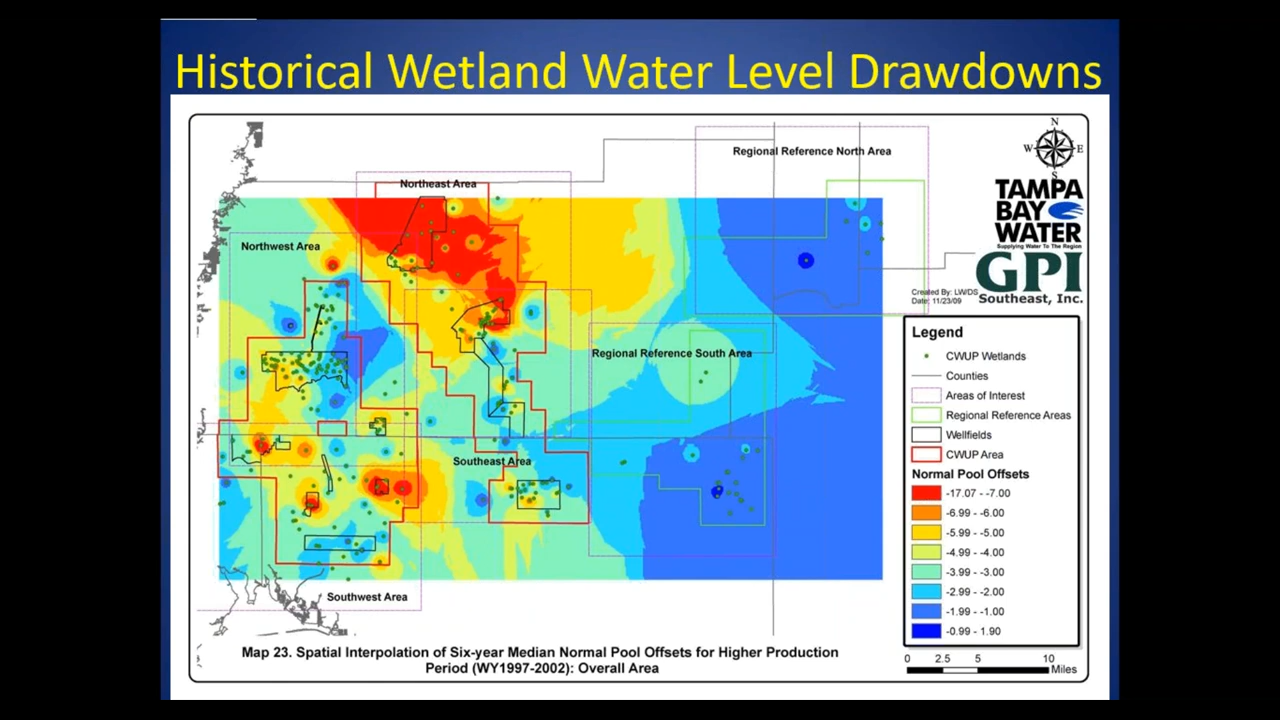 Historical Wetland Water Level Drawdowns
N
W
E
S
Regional Reference North Area
Northeast Area
TAMPA
BAY
WATER
Supplying Water To The Region
Northwest Area
GPI
Southeast, Inc.
Created By: LW/DS
Date: 11/23/09
Regional Reference South Area
Southeast Area
Southwest Area
Legend
CWUP Wetlands
Counties
Areas of Interest
Regional Reference Areas
Wellfields
CWUP Area
Normal Pool Offsets
-17.07 - -7.00
-6.99 - -6.00
-5.99 - -5.00
-4.99 - -4.00
-3.99 - -3.00
-2.99 - -2.00
-1.99 - -1.00
-0.99 - 1.90
0 2.5 5 10
Miles
Map 23. Spatial Interpolation of Six-year Median Normal Pool Offsets for Higher Production
Period (WY1997-2002): Overall Area